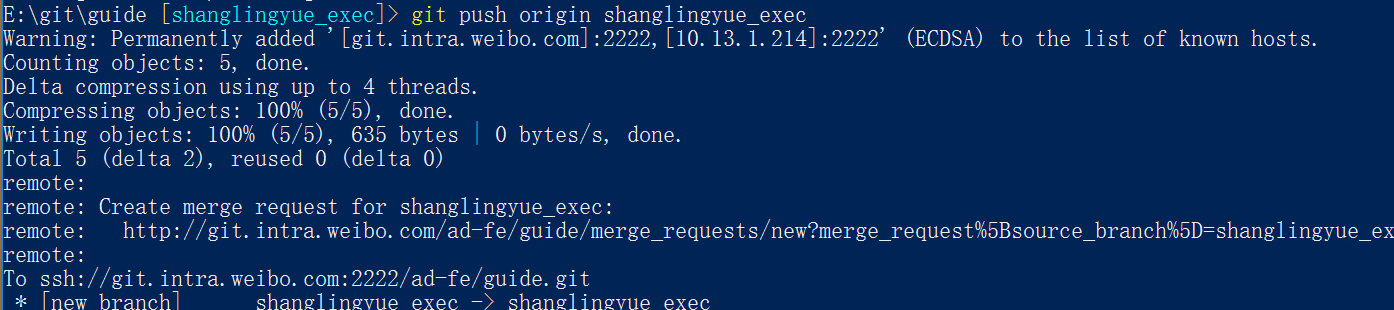 E:\git\guide [shanglingyue_exec]> git push origin shanglingyue_exec
Warning: Permanently added '[git.intra.weibo.com]:2222,[10.13.1.214]:2222' (ECDSA) to the list of known hosts.
Counting objects: 5, done.
Delta compression using up to 4 threads.
Compressing objects: 100% (5/5), done.
Writing objects: 100% (5/5), 635 bytes | 0 bytes/s, done.
Total 5 (delta 2), reused 0 (delta 0)
remote:
remote: Create merge request for shanglingyue_exec:
remote:   http://git.intra.weibo.com/ad-fe/guide/merge_requests/new?merge_request%5Bsource_branch%5D=shanglingyue_ex
remote:
To ssh://git.intra.weibo.com:2222/ad-fe/guide.git
 * [new branch]      shanglingyue_exec -> shanglingyue_exec